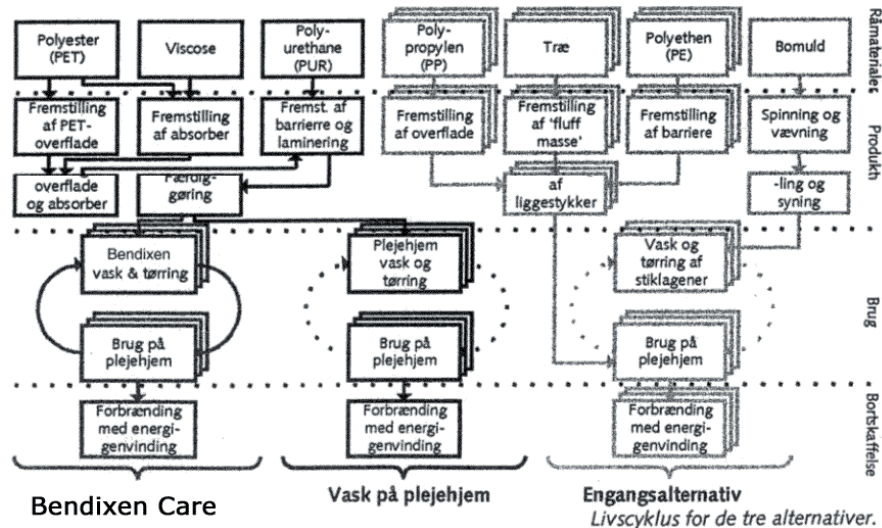 Polyester
(PET)
Viscose
Poly-
urethane
(PUR)
Poly-
propylen
(PP)
Træ
Polyethen
(PE)
Bomuld
Råmaterialer
Fremstilling
af PET-
overflade
Fremstilling
af absorber
Fremst. af
barrierre og
laminering
Fremstilling
af overflade
Fremstilling
af 'fluff
masse'
Fremstilling
af barriere
Spinning og
vævning
Produkh
overflade
og absorber
Færdig-
gøring
af
liggestykker
-ling og
syning
Bendixen
vask & tørring
Plejehjem
vask og
tørring
Vask og
tørring af
stiklagener
Brug
Brug på
plejehjem
Brug på
plejehjem
Brug på
plejehjem
Forbrænding
med energi-
genvinding
Forbrænding
med energi-
genvinding
Forbrænding
med energi-
genvinding
Bortskaffelse
Bendixen Care
Vask på plejehjem
Engangsalternativ
Livscyklus for de tre alternativer.